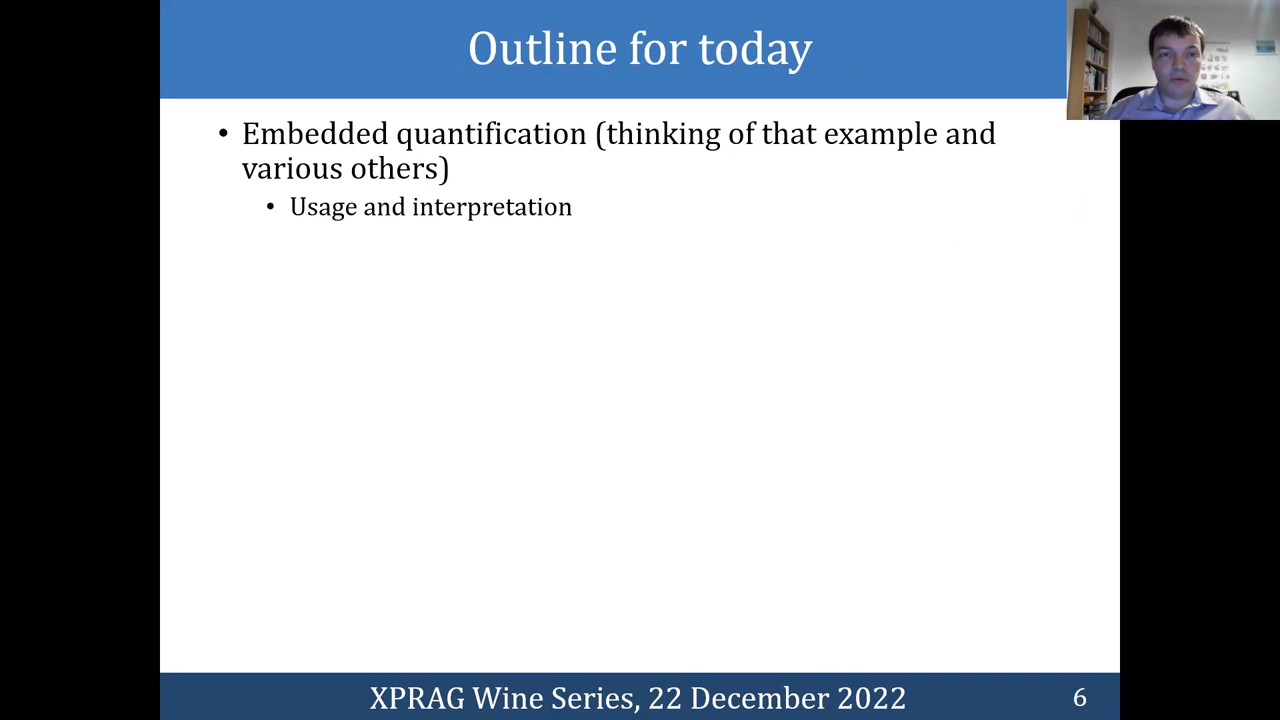 Outline for today
• Embedded quantification (thinking of that example and
various others)
• Usage and interpretation
XPRAG Wine Series, 22 December 2022
6